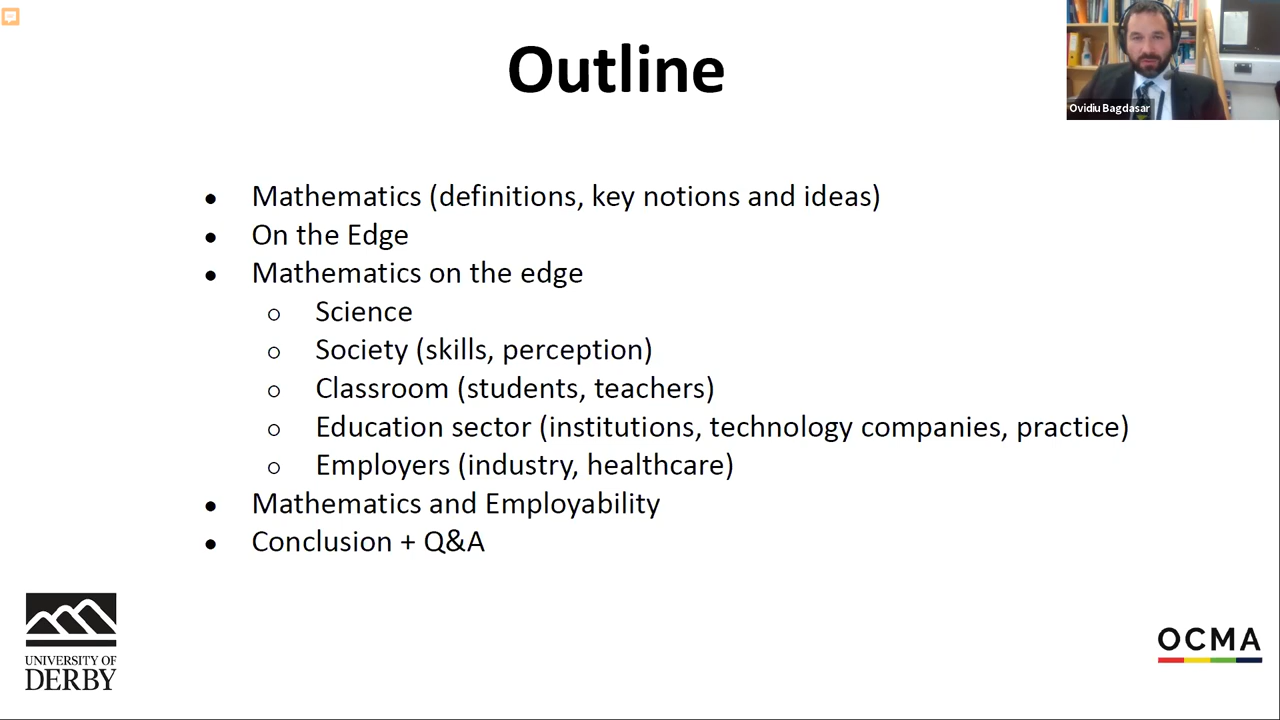 Outline
Ovidiu Bagdasar
● Mathematics (definitions, key notions and ideas)
● On the Edge
● Mathematics on the edge
○ Science
○ Society (skills, perception)
○ Classroom (students, teachers)
○ Education sector (institutions, technology companies, practice)
○ Employers (industry, healthcare)
● Mathematics and Employability
● Conclusion + Q&A
UNIVERSITY OF
DERBY
OCMA